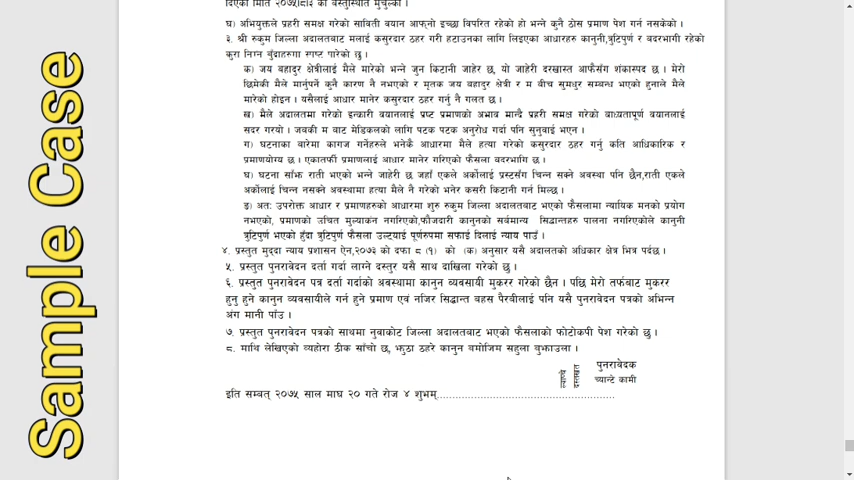 Sample Case
दिएको मिति २०७५।८।३ को वस्तुस्थिति मुचुल्का ।
घ) अभियुक्तले प्रहरी समक्ष गरेको साविती वयान आफ्नो इच्छा विपरित रहेको हो भन्ने कुनै ठोस प्रमाण पेश गर्न नसकेको ।
३. श्री रुकुम जिल्ला अदालतबाट मलाई कसुरदार ठहर गरी हटाउनका लागि लिइएका आधारहरु कानुनी,त्रुटिपुर्ण र बदरभागी रहेको
कुरा निग्न बुँदाहरुमा स्पष्ट पारेको छु ।
क) जय बहादुर क्षेत्रीलाई मैले मारेको भन्ने जुन किटानी जाहेर छ, यो जाहेरी दरखास्त आफैसँग शंकास्पद छ । मेरो
छिमेकी मैले मार्नुपर्ने कुनै कारण नै नभएको र मृतक जय बहादुर क्षेत्री र म बीच सुमधुर सम्बन्ध भएको हुनाले मैले
मारेको होइन । यसैलाई आधार मानेर कसुरदार ठहर गर्नु नै गलत छ ।
ख) मैले अदालतमा गरेको इन्कारी वयानलाई प्रष्ट प्रमाणको अभाव मान्दै प्रहरी समक्ष गरेको बाध्यतापूर्ण वयानलाई
सदर गरयो । जवकी म बाट मेडिकलको लागि पटक पटक अनुरोध गर्दा पनि सुनुवाई भएन ।
ग) घटनाका बारेमा कागज गर्नेहरुले भनेकै आधारमा मैले हत्या गरेको कसुरदार ठहर गर्नु कति आधिकारिक र
प्रमाणयोग्य छ । एकातर्फी प्रमाणलाई आधार मानेर गरिएको फैसला बदरभागि छ ।
घ) घटना साँझ राती भएको भन्ने जाहेरी छ जहाँ एकले अर्कोलाई प्रस्टसँग चिन्न सक्ने अवस्था पनि छैन,राती एकले
अर्कोलाई चिन्न नसक्ने अवस्थामा हत्या मैले नै गरेको भनेर कसरी किटानी गर्न मिल्छ ।
ङ) अत: उपरोक्त आधार र प्रमाणहरुको आधारमा शुरु रुकुम जिल्ला अदालतबाट भएको फैसलामा न्यायिक मनको प्रयोग
नभएको, प्रमाणको उचित मुल्याकंन नगरिएको,फौजदारी कानुनको सर्वमान्य सिद्धान्तहरु पालना नगरिएकोले कानुनी
त्रुटिपुर्ण भएको हुँदा त्रुटिपुर्ण फैसला उल्ट्याई पूर्णरुपमा सफाई दिलाई न्याय पाउँ ।
४. प्रस्तुत मुद्दा न्याय प्रशासन ऐन,२०७३ को दफा ८ (१) को (क) अनुसार यसै अदालतको अधिकार क्षेत्र भित्र पर्दछ ।
५. प्रस्तुत पुनरावेदन दर्ता गर्दा लाग्ने दस्तुर यसै साथ दाखिला गरेको छु ।
६. प्रस्तुत पुनरावेदन पत्र दर्ता गर्दाको अवस्थामा कानुन व्यवसायी मुकरर गरेको छैन । पछि मेरो तर्फबाट मुकरर
हुनु हुने कानुन व्यवसायीले गर्न हुने प्रमाण एवं नजिर सिद्धान्त वहस पैरवीलाई पनि यसै पुनरावेदन पत्रको अभिन्न
अंग मानी पाँउ ।
७. प्रस्तुत पुनरावेदन पत्रको साथमा नुवाकोट जिल्ला अदालतबाट भएको फैसलाको फोटोकपी पेश गरेको छु ।
८. माथि लेखिएको व्यहोरा ठीक साँचो छ, झुठा ठहरे कानुन वमोजिम सहुला बुझाउला ।
ल्याप्चे
दस्तखत
पुनरावेदक
च्यान्टे कामी
इति सम्वत् २०७५ साल माघ २० गते रोज ४ शुभम्..................................................